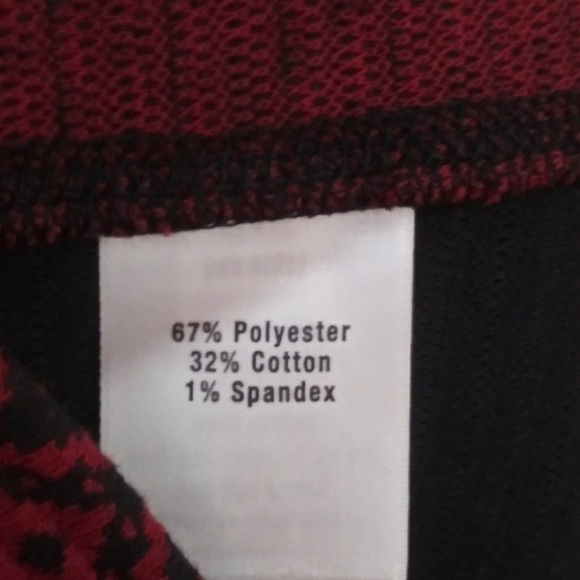 67% Polyester
32% Cotton
1% Spandex